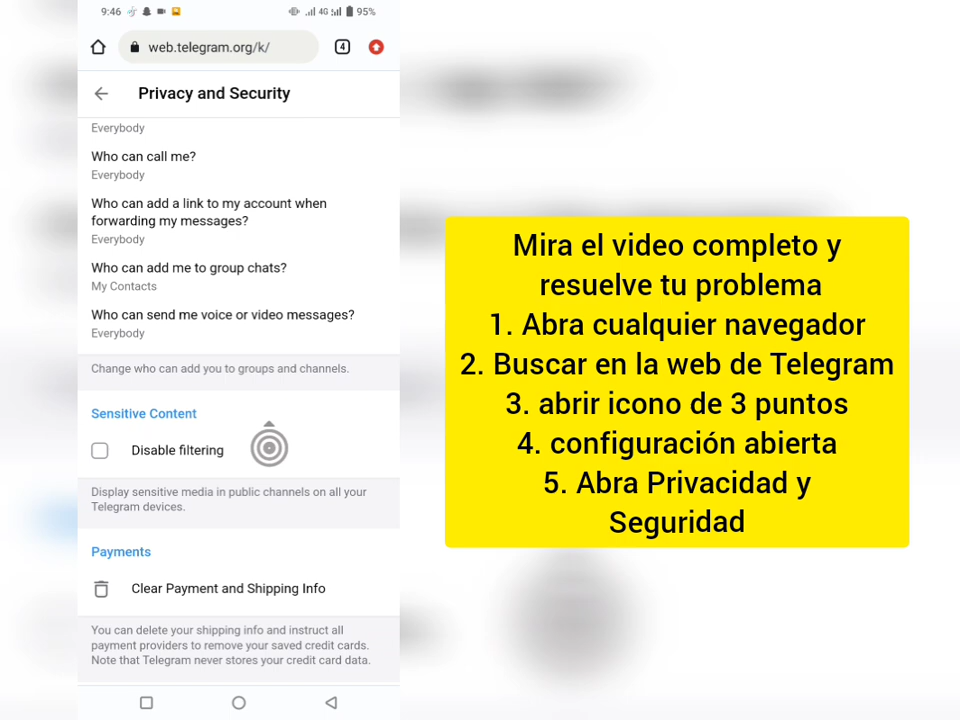 9:46
4G
95%
web.telegram.org/k/
4
Privacy and Security
Everybody
Who can call me?
Everybody
Who can add a link to my account when
forwarding my messages?
Everybody
Who can add me to group chats?
My Contacts
Who can send me voice or video messages?
Everybody
Change who can add you to groups and channels.
Sensitive Content
Disable filtering
Display sensitive media in public channels on all your
Telegram devices.
Payments
Clear Payment and Shipping Info
You can delete your shipping info and instruct all
payment providers to remove your saved credit cards.
Note that Telegram never stores your credit card data.
Mira el video completo y
resuelve tu problema
1. Abra cualquier navegador
2. Buscar en la web de Telegram
3. abrir icono de 3 puntos
4. configuración abierta
5. Abra Privacidad y
Seguridad